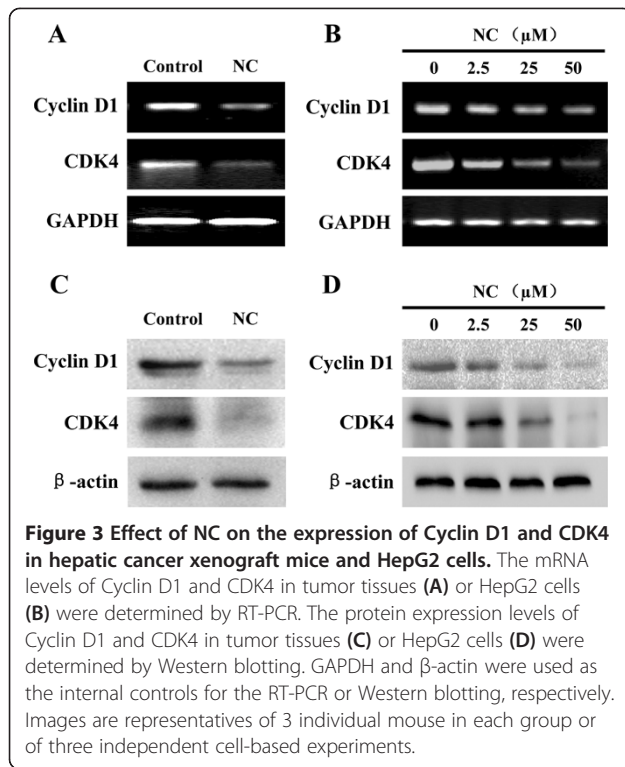 A
Control NC
Cyclin D1
CDK4
GAPDH
B
NC （μM）
0 2.5 25 50
Cyclin D1
CDK4
GAPDH
C
Control NC
Cyclin D1
CDK4
β-actin
D
NC （μM）
0 2.5 25 50
Cyclin D1
CDK4
β-actin
Figure 3 Effect of NC on the expression of Cyclin D1 and CDK4
in hepatic cancer xenograft mice and HepG2 cells. The mRNA
levels of Cyclin D1 and CDK4 in tumor tissues (A) or HepG2 cells
(B) were determined by RT-PCR. The protein expression levels of
Cyclin D1 and CDK4 in tumor tissues (C) or HepG2 cells (D) were
determined by Western blotting. GAPDH and β-actin were used as
the internal controls for the RT-PCR or Western blotting, respectively.
Images are representatives of 3 individual mouse in each group or
of three independent cell-based experiments.